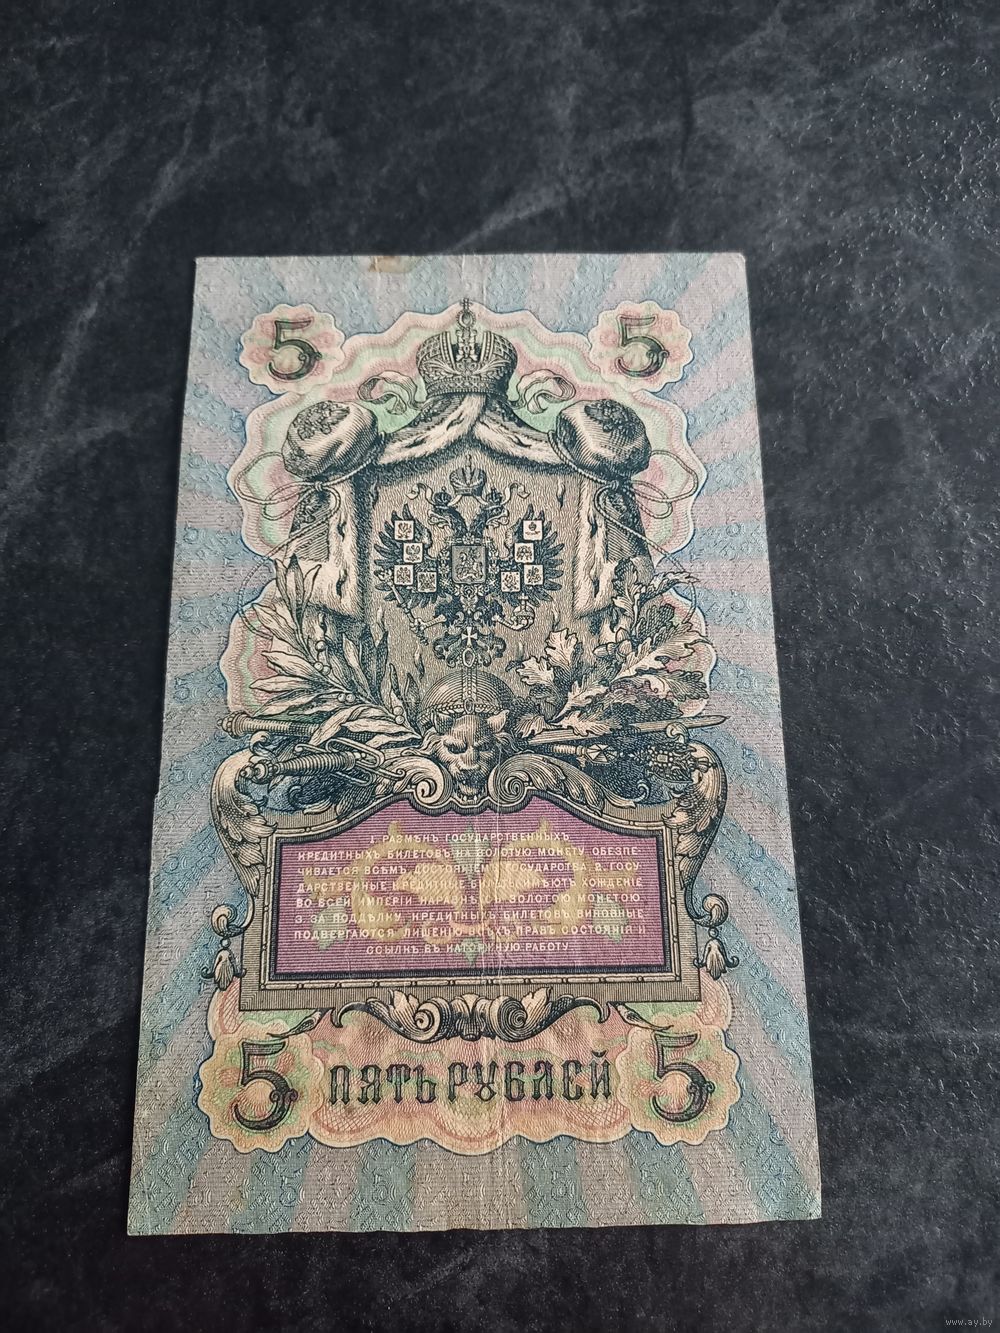 5 5
1. РАЗМѢНЪ ГОСУДАРСТВЕННЫХЪ
КРЕДИТНЫХЪ БИЛЕТОВЪ НА ЗОЛОТУЮ МОНЕТУ ОБЕЗПЕ-
ЧИВАЕТСЯ ВСѢМЪ ДОСТОЯНІЕМЪ ГОСУДАРСТВА. 2. ГОСУ
ДАРСТВЕННЫЕ КРЕДИТНЫЕ БИЛЕТЫ ИМѢЮТЪ ХОЖДЕНІЕ
ВО ВСЕЙ ИМПЕРІИ НАРАВНѢ СЪ ЗОЛОТОЮ МОНЕТОЮ.
3. ЗА ПОДДѢЛКУ КРЕДИТНЫХЪ БИЛЕТОВЪ ВИНОВНЫЕ
ПОДВЕРГАЮТСЯ ЛИШЕНІЮ ВСѢХЪ ПРАВЪ СОСТОЯНІЯ И
ССЫЛКѢ ВЪ КАТОРЖНУЮ РАБОТУ.
5 ПЯТЬ РУБЛЕЙ 5
www.ay.by